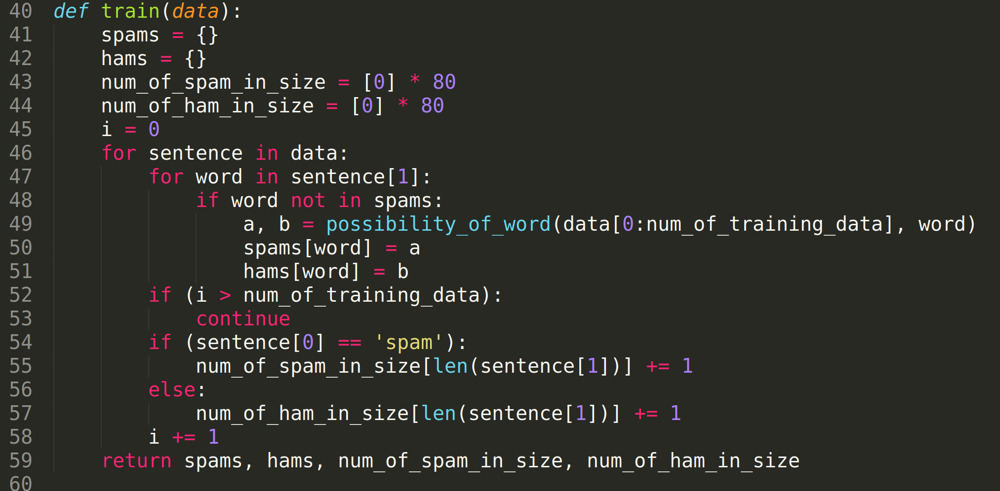 40 def train(data):
41     spams = {}
42     hams = {}
43     num_of_spam_in_size = [0] * 80
44     num_of_ham_in_size = [0] * 80
45     i = 0
46     for sentence in data:
47         for word in sentence[1]:
48             if word not in spams:
49                 a, b = possibility_of_word(data[0:num_of_training_data], word)
50                 spams[word] = a
51                 hams[word] = b
52         if (i > num_of_training_data):
53             continue
54         if (sentence[0] == 'spam'):
55             num_of_spam_in_size[len(sentence[1])] += 1
56         else:
57             num_of_ham_in_size[len(sentence[1])] += 1
58         i += 1
59     return spams, hams, num_of_spam_in_size, num_of_ham_in_size
60